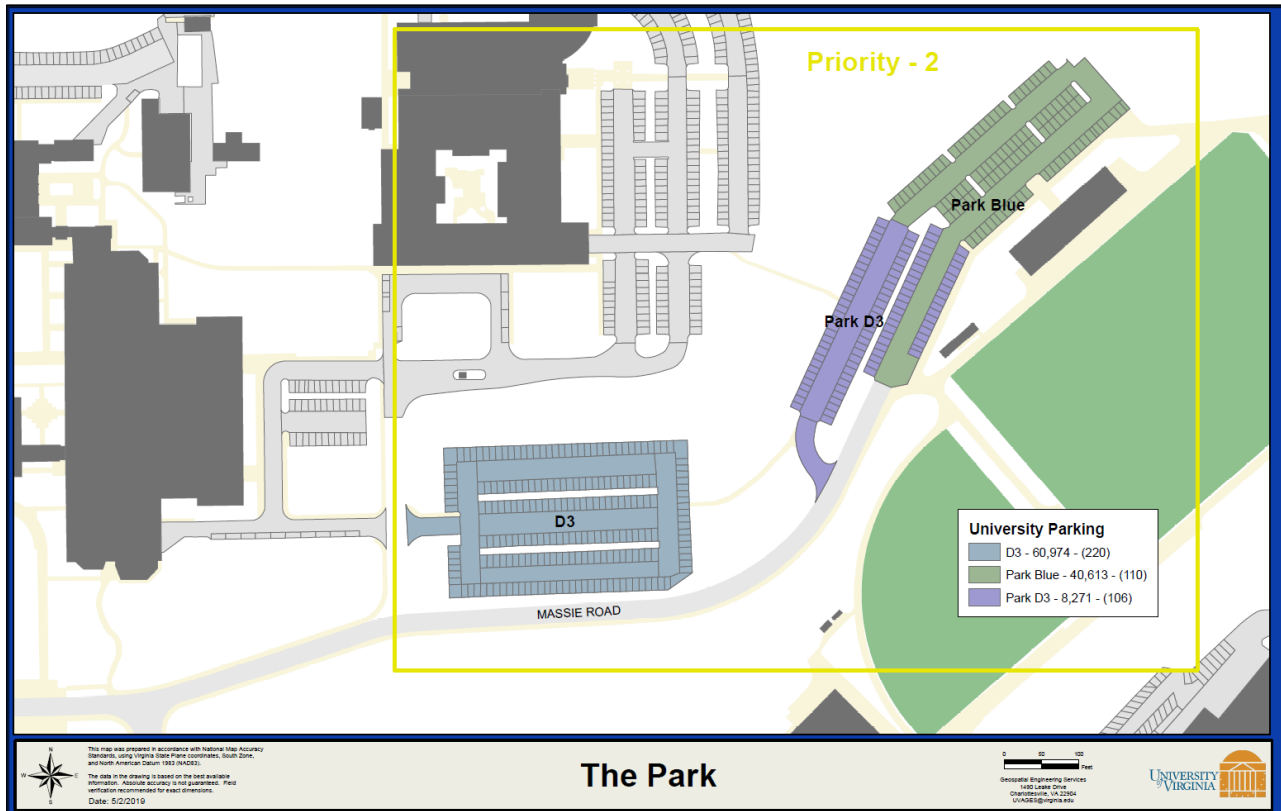 Priority - 2
Park Blue
Park D3
D3
University Parking
D3 - 60,974 - (220)
Park Blue - 40,613 - (110)
Park D3 - 8,271 - (106)
MASSIE ROAD
N
W
E
S
This map was prepared in accordance with National Map Accuracy
Standards, using Virginia State Plane coordinates, South Zone,
and North American Datum 1983 (NAD83).
The data in the drawing is based on the best available
information. Absolute accuracy is not guaranteed. Field
verification recommended for exact dimensions.
Date: 5/2/2019
The Park
0 50 100
Feet
Geospatial Engineering Services
1490 Leake Drive
Charlottesville, VA 22904
UVAGES@virginia.edu
UNIVERSITY
of VIRGINIA